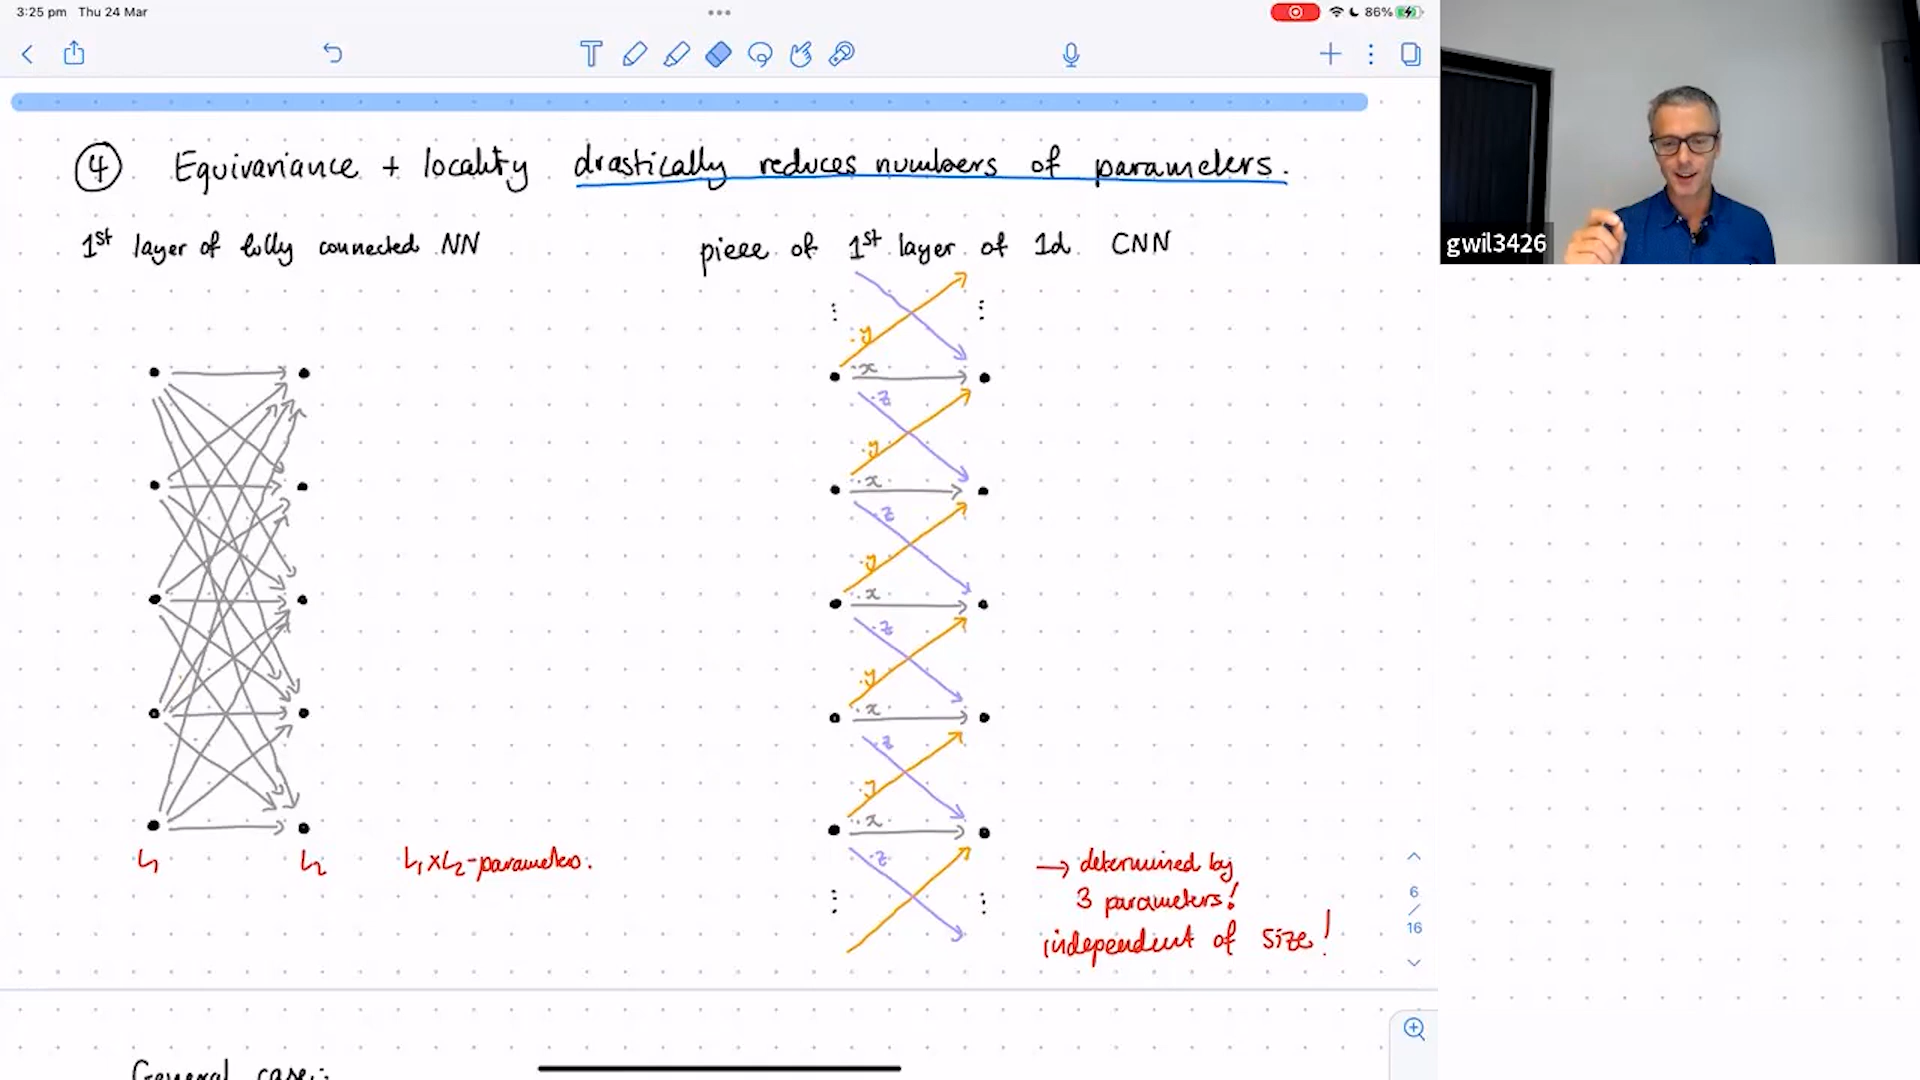 3:25 pm Thu 24 Mar
86%
④ Equivariance + locality drastically reduces numbers of parameters.
1st layer of fully connected NN
piece of 1st layer of 1d CNN
gwil3426
·y
·x
·z
·y
·x
·z
·y
·x
·z
·y
·x
·z
·y
·x
·z
L1
L2
L1×L2-parameters.
→ determined by
3 parameters!
independent of size!
6
/
16
General case: